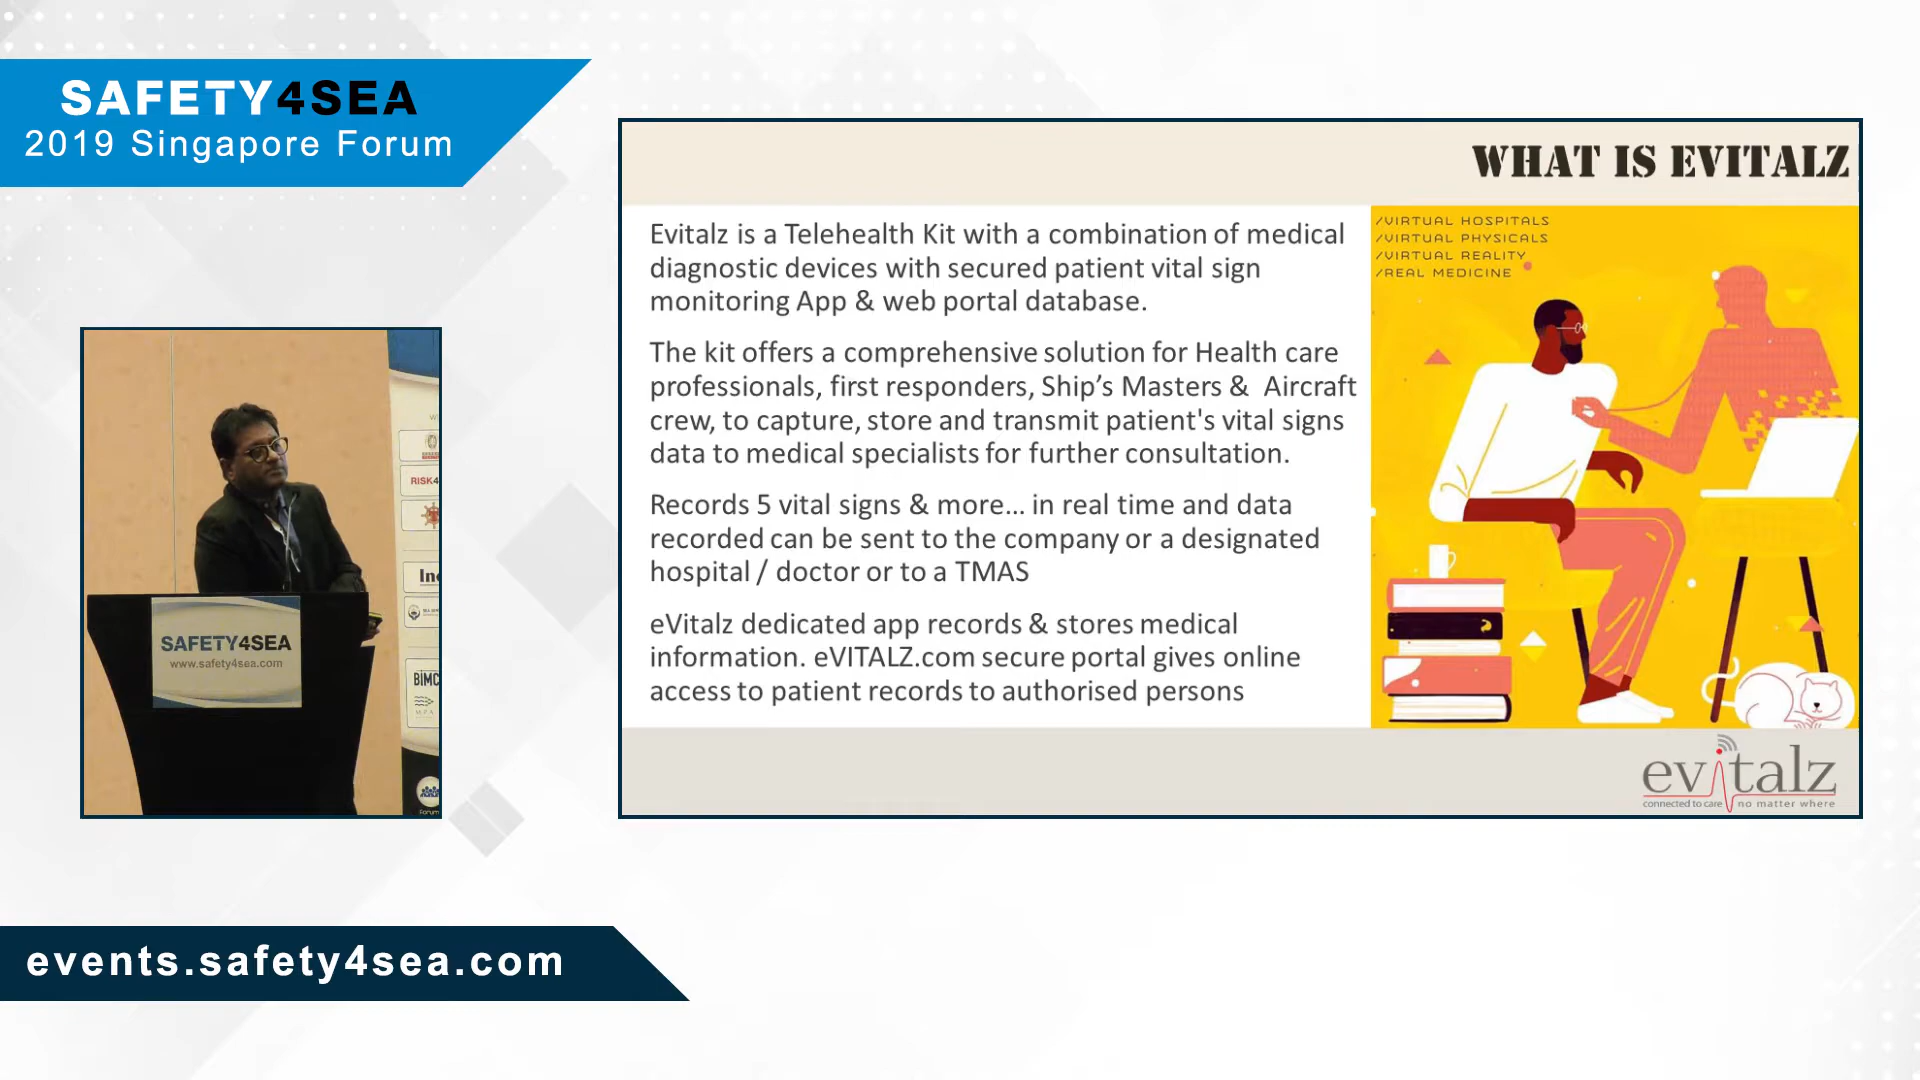 SAFETY4SEA
2019 Singapore Forum
WHAT IS EVITALZ
Evitalz is a Telehealth Kit with a combination of medical
diagnostic devices with secured patient vital sign
monitoring App & web portal database.
The kit offers a comprehensive solution for Health care
professionals, first responders, Ship’s Masters & Aircraft
crew, to capture, store and transmit patient's vital signs
data to medical specialists for further consultation.
Records 5 vital signs & more... in real time and data
recorded can be sent to the company or a designated
hospital / doctor or to a TMAS
eVitalz dedicated app records & stores medical
information. eVITALZ.com secure portal gives online
access to patient records to authorised persons
/VIRTUAL HOSPITALS
/VIRTUAL PHYSICALS
/VIRTUAL REALITY
/REAL MEDICINE
evitalz
connected to care no matter where
RISK4
In
SAFETY4SEA
www.safety4sea.com
BIMC
MPA
Forum
events.safety4sea.com